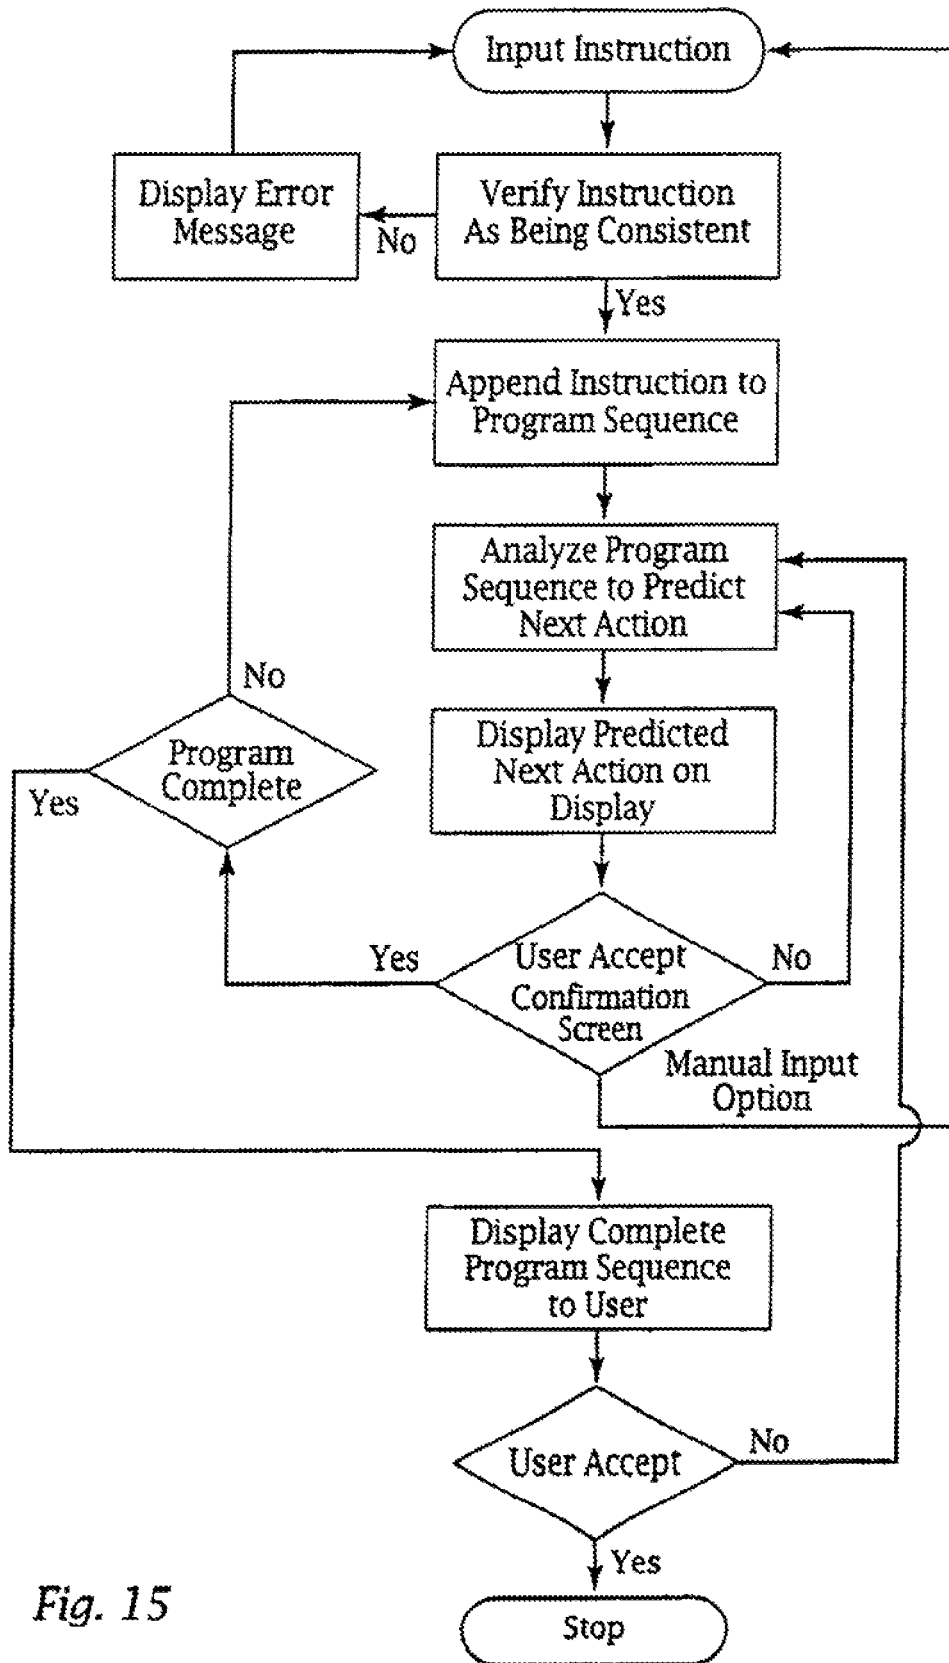 Input Instruction
Display Error
Message
No
Verify Instruction
As Being Consistent
Yes
Append Instruction to
Program Sequence
Analyze Program
Sequence to Predict
Next Action
No
Program
Complete
Yes
Display Predicted
Next Action on
Display
Yes
User Accept
Confirmation
Screen
No
Manual Input
Option
Display Complete
Program Sequence
to User
User Accept
No
Yes
Stop
Fig. 15